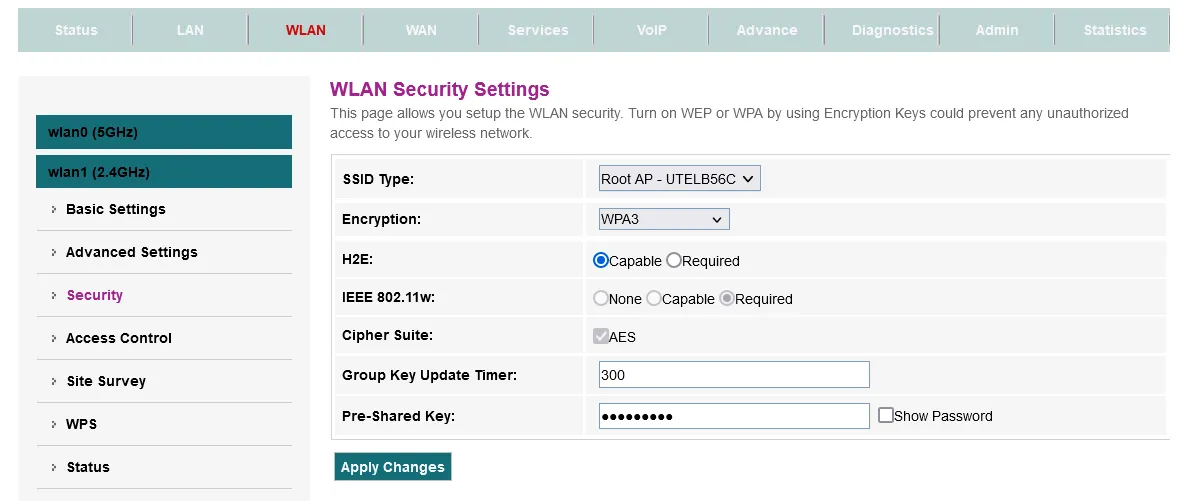 Status LAN WLAN WAN Services VoIP Advance Diagnostics Admin Statistics
wlan0 (5GHz)
wlan1 (2.4GHz)
Basic Settings
Advanced Settings
Security
Access Control
Site Survey
WPS
Status
WLAN Security Settings
This page allows you setup the WLAN security. Turn on WEP or WPA by using Encryption Keys could prevent any unauthorized
access to your wireless network.
SSID Type: Root AP - UTELB56C
Encryption: WPA3
H2E: Capable Required
IEEE 802.11w: None Capable Required
Cipher Suite: AES
Group Key Update Timer: 300
Pre-Shared Key: ●●●●●●●●● Show Password
Apply Changes